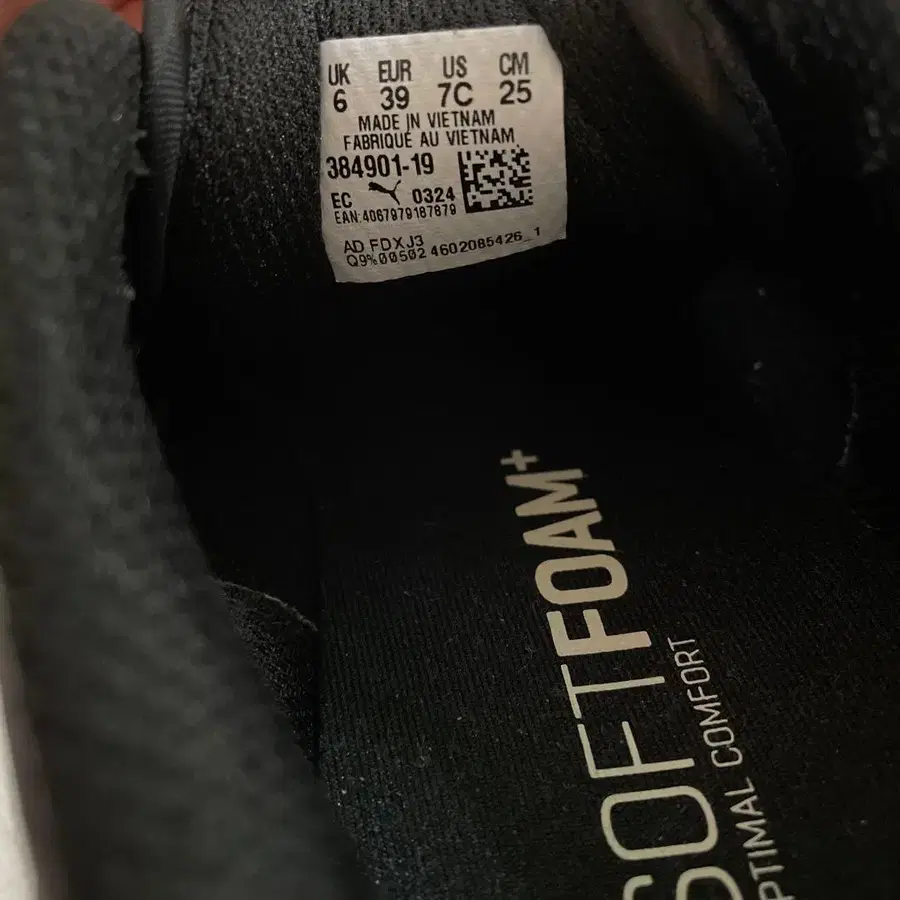 UK EUR US CM
6 39 7C 25
MADE IN VIETNAM
FABRIQUÉ AU VIETNAM
384901-19
EC 0324
EAN:4067979187879
AD FDXJ3
Q9%00502 4602085426_1
SOFTFOAM+
OPTIMAL COMFORT